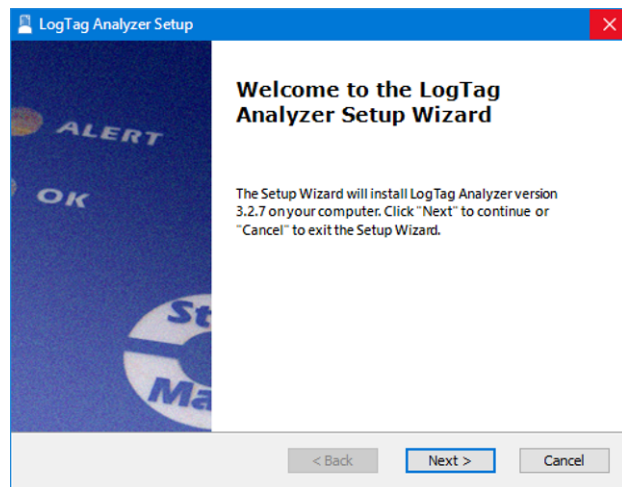 LogTag Analyzer Setup
Welcome to the LogTag
Analyzer Setup Wizard
ALERT
OK
The Setup Wizard will install LogTag Analyzer version
3.2.7 on your computer. Click "Next" to continue or
"Cancel" to exit the Setup Wizard.
St
Ma
< Back Next > Cancel